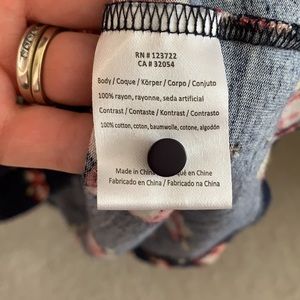 RN # 123722
CA # 32054
Body / Coque / Körper / Corpo / Conjuto
100% rayon, rayonne, seda artificial
Contrast / Contaste / Kontrast / Contrasto
100% cotton, coton, baumwolle, cotone, algodón
Made in China qué en Chine
Fabricado en China / Fabricado na China